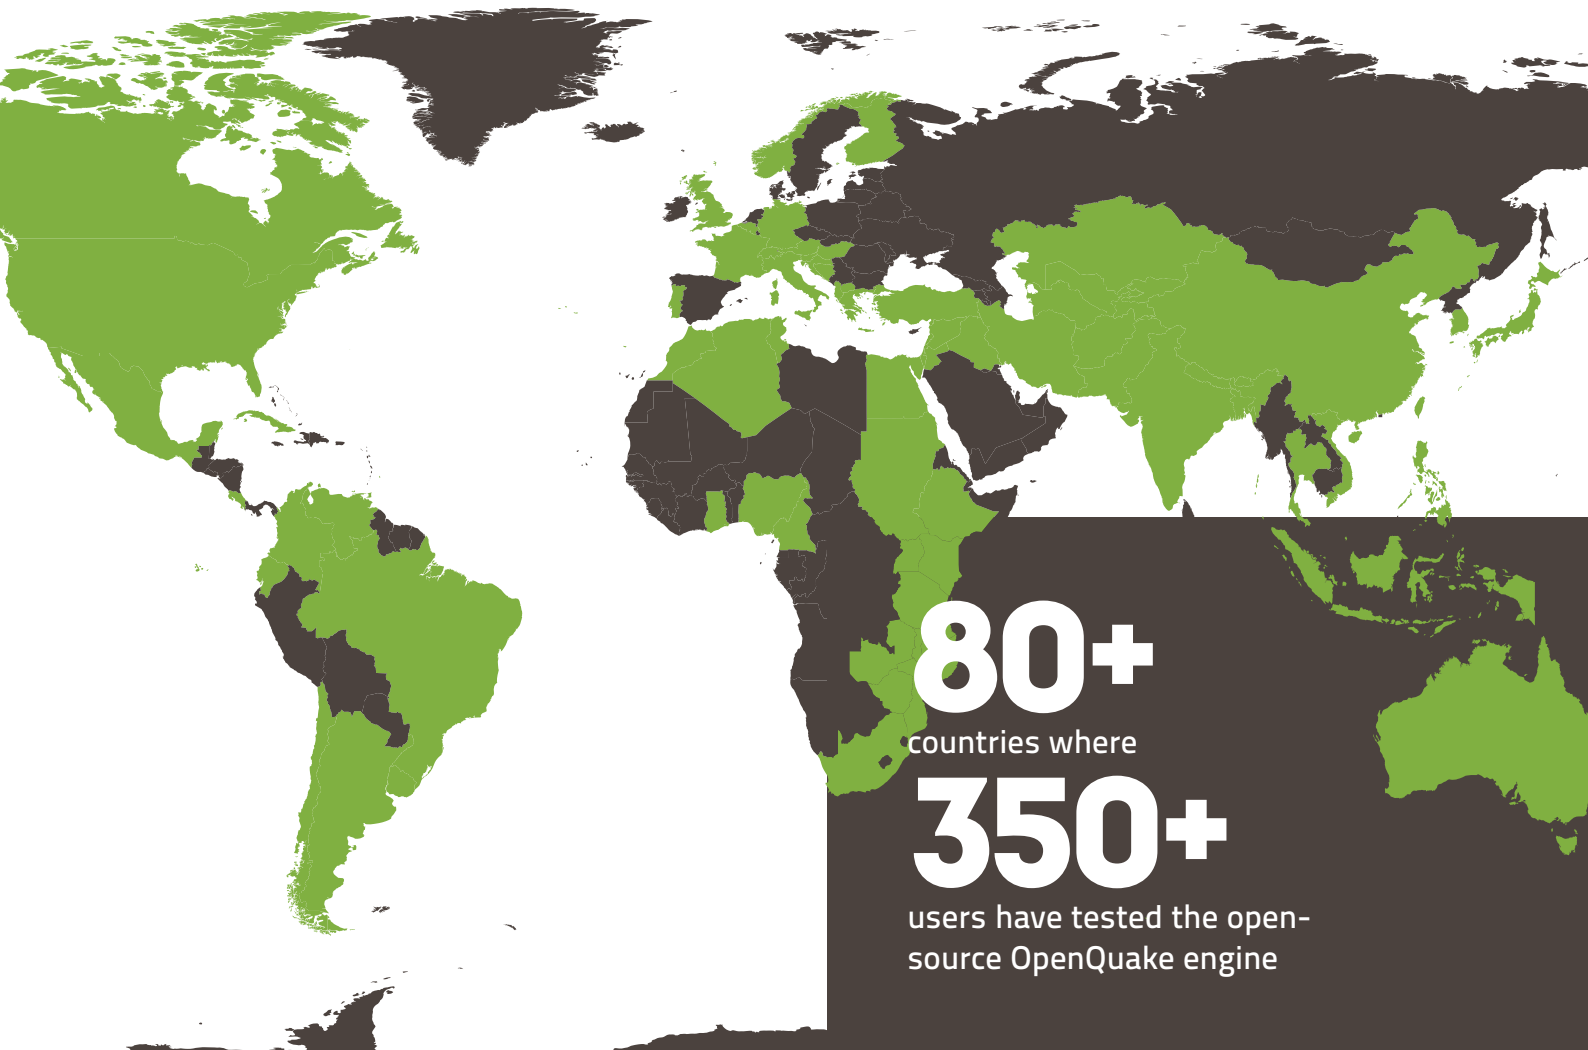 80+
countries where
350+
users have tested the open-
source OpenQuake engine